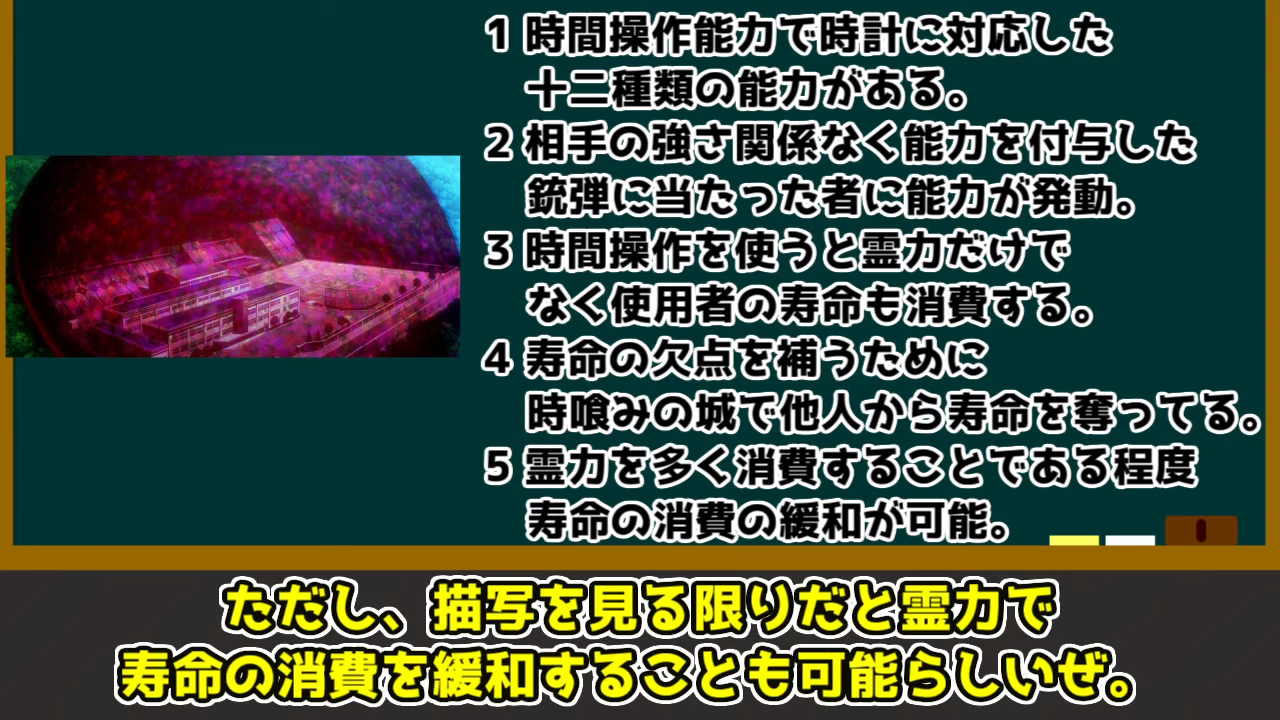 1 時間操作能力で時計に対応した
十二種類の能力がある。
2 相手の強さ関係なく能力を付与した
銃弾に当たった者に能力が発動。
3 時間操作を使うと霊力だけで
なく使用者の寿命も消費する。
4 寿命の欠点を補うために
時喰みの城で他人から寿命を奪ってる。
5 霊力を多く消費することである程度
寿命の消費の緩和が可能。
ただし、描写を見る限りだと霊力で
寿命の消費を緩和することも可能らしいぜ。